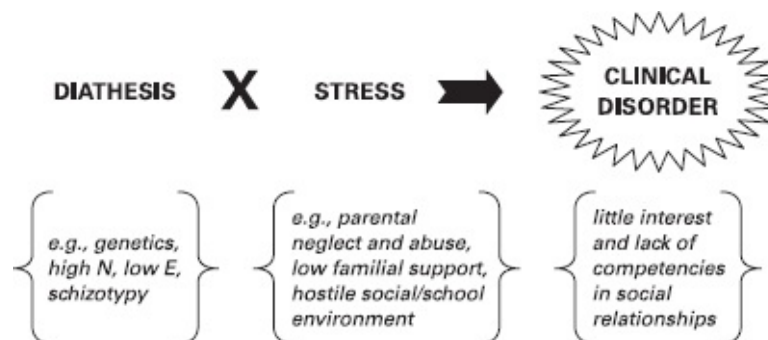 DIATHESIS X STRESS
CLINICAL
DISORDER
e.g., genetics,
high N, low E,
schizotypy
e.g., parental
neglect and abuse,
low familial support,
hostile social/school
environment
little interest
and lack of
competencies
in social
relationships